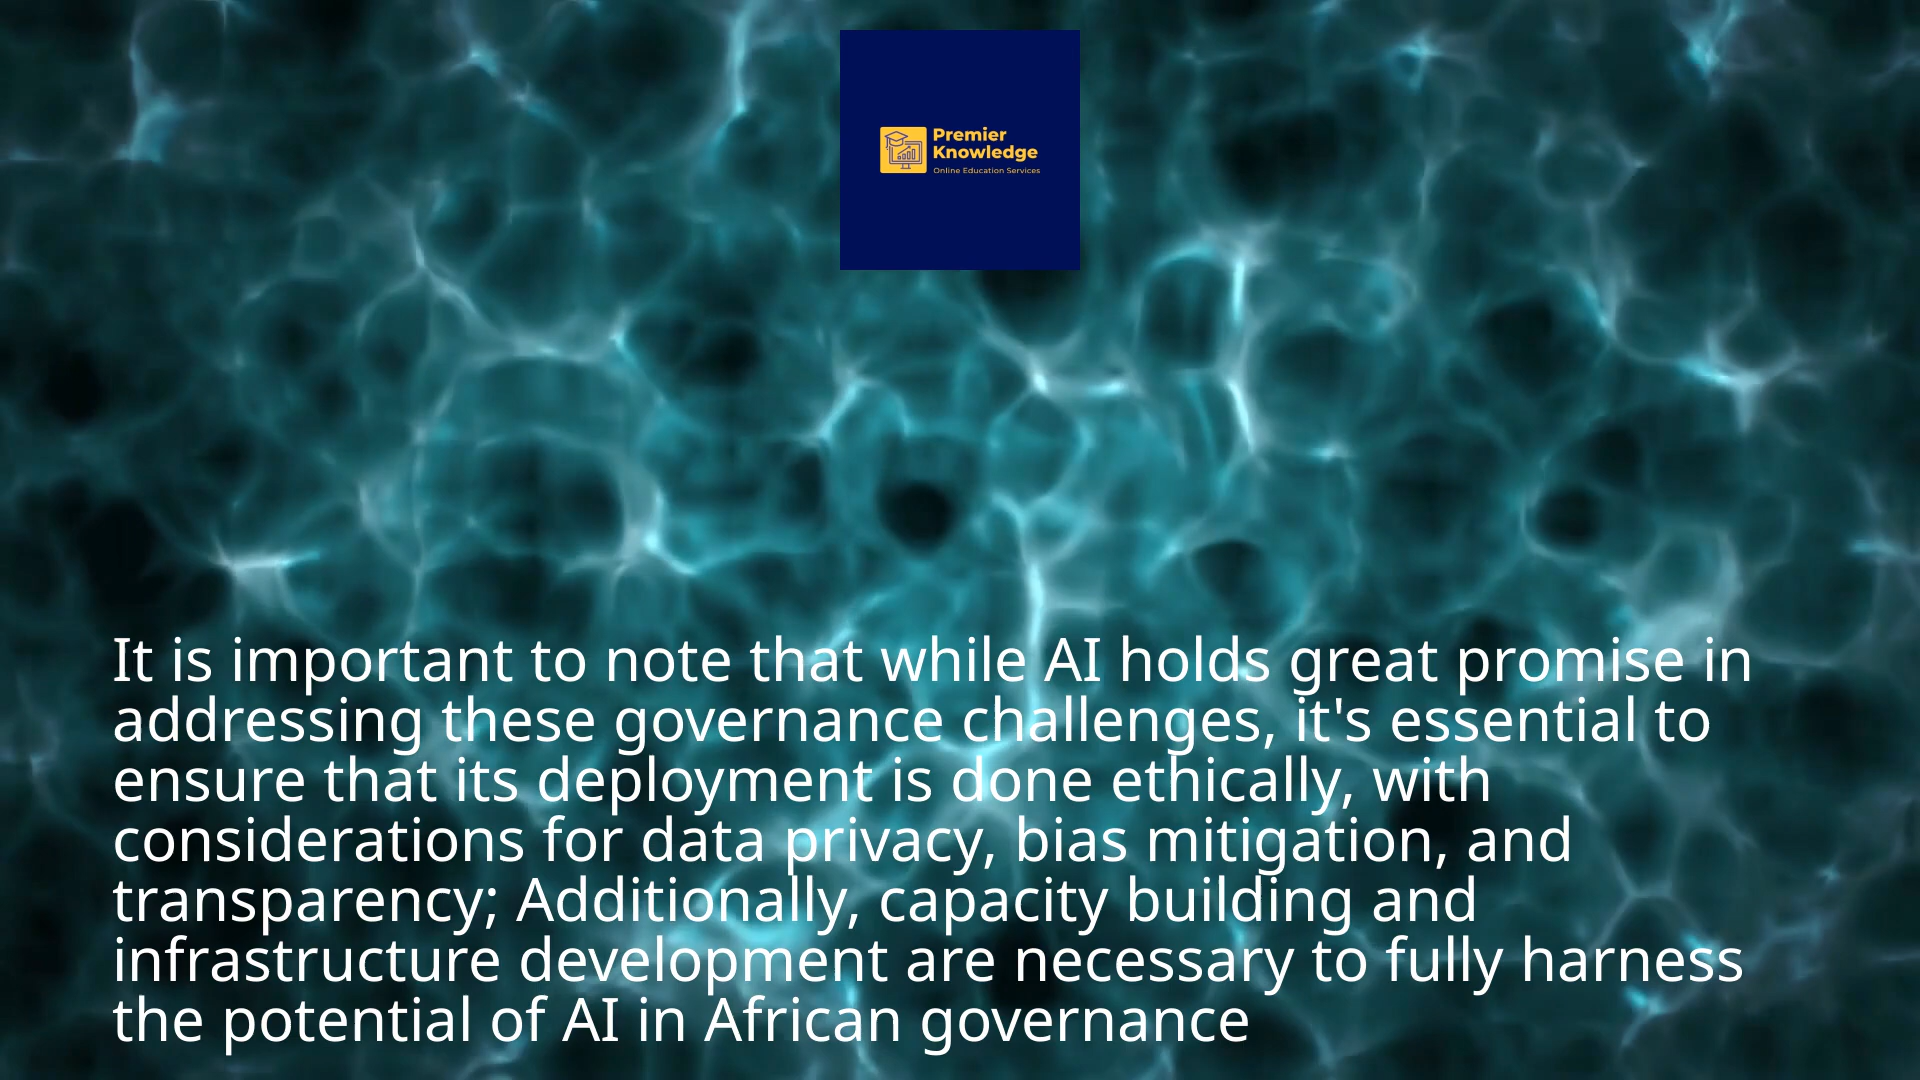 Premier
Knowledge
Online Education Services
It is important to note that while AI holds great promise in
addressing these governance challenges, it's essential to
ensure that its deployment is done ethically, with
considerations for data privacy, bias mitigation, and
transparency; Additionally, capacity building and
infrastructure development are necessary to fully harness
the potential of AI in African governance